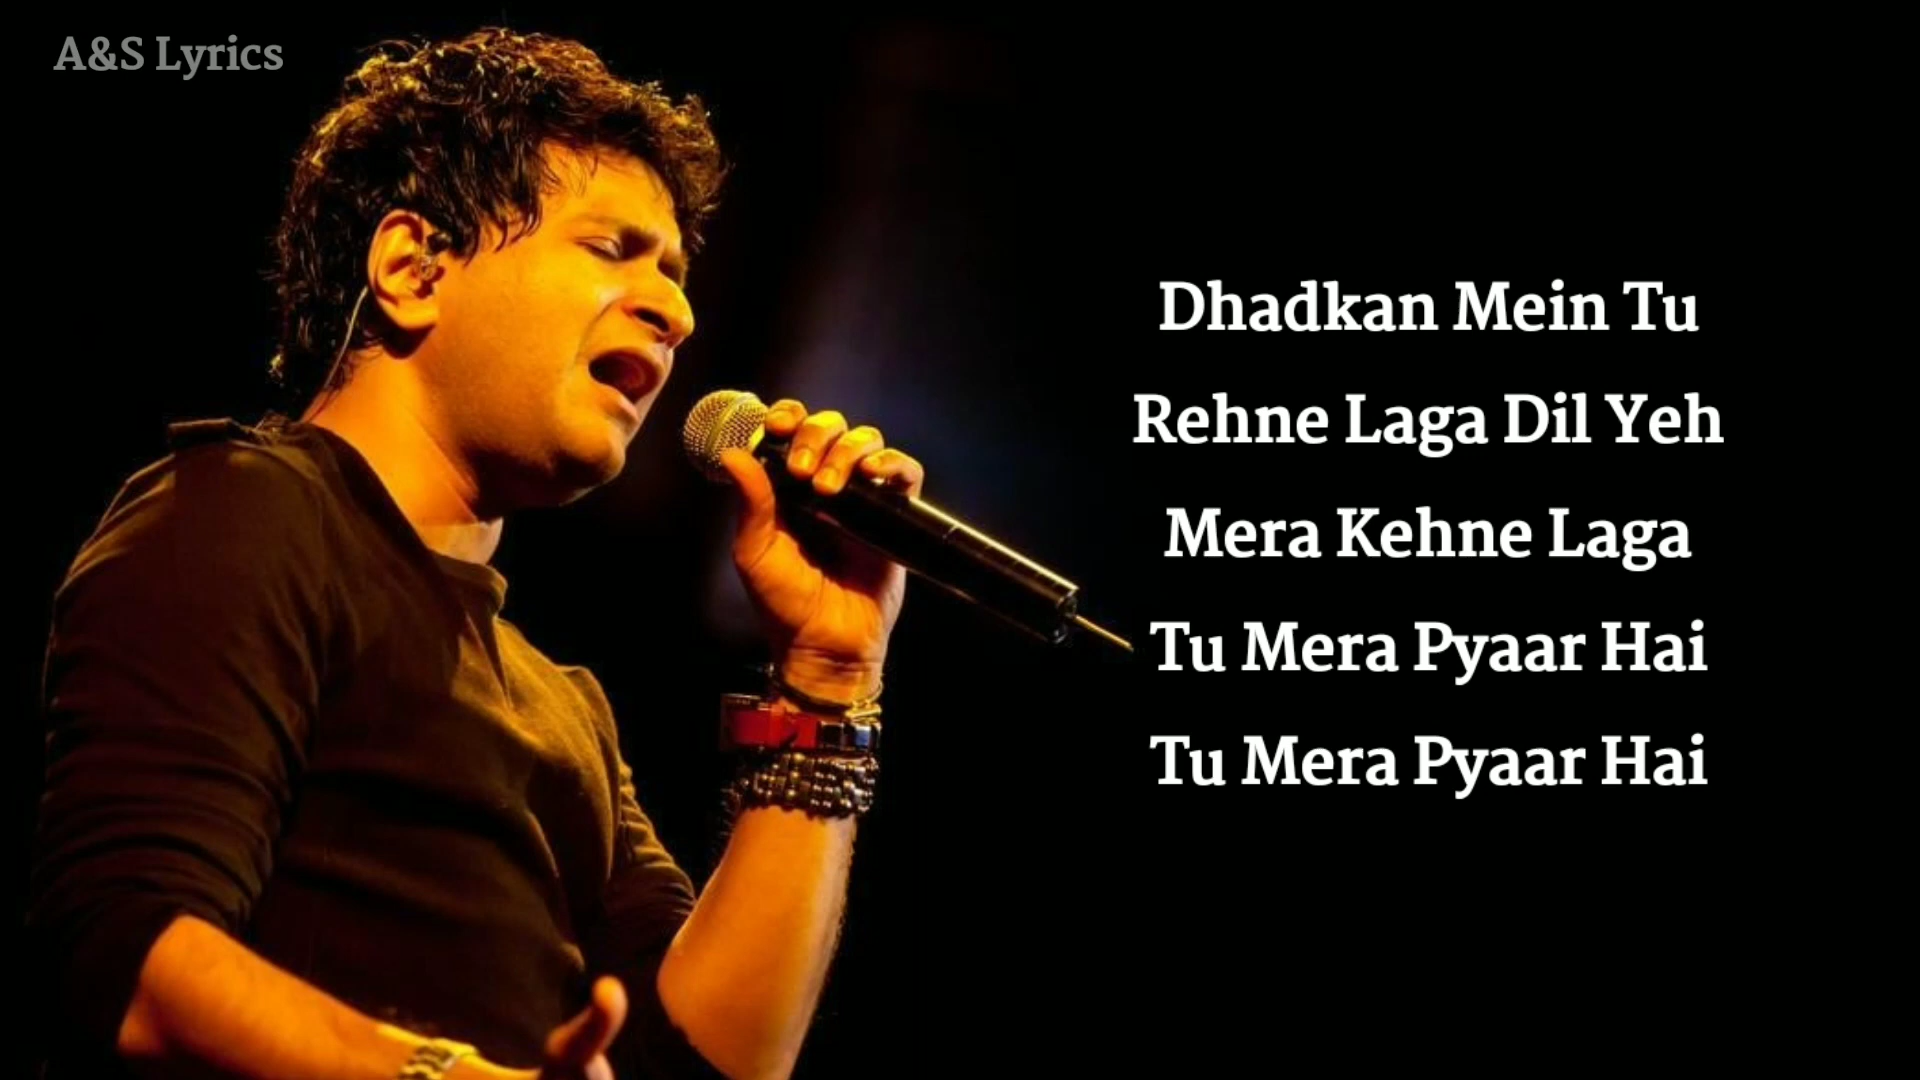 A&S Lyrics
Dhadkan Mein Tu
Rehne Laga Dil Yeh
Mera Kehne Laga
Tu Mera Pyaar Hai
Tu Mera Pyaar Hai